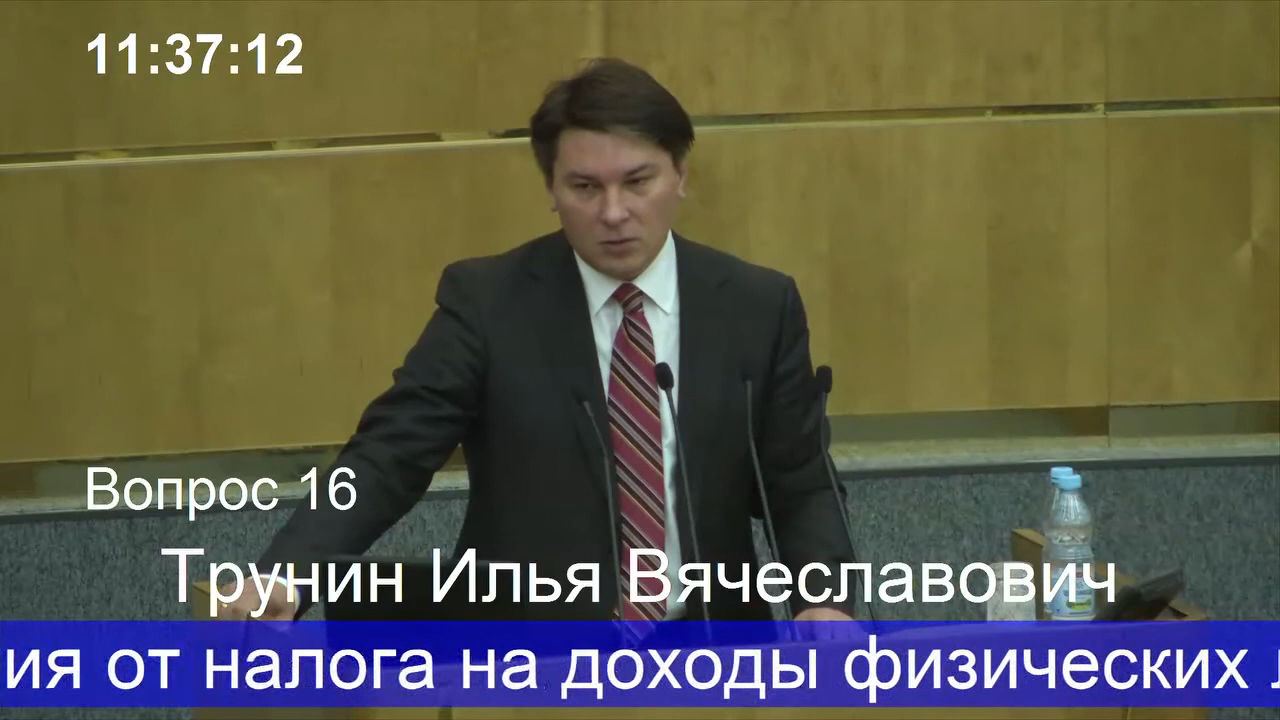 11:37:12
Вопрос 16
Трунин Илья Вячеславович
ия от налога на доходы физических